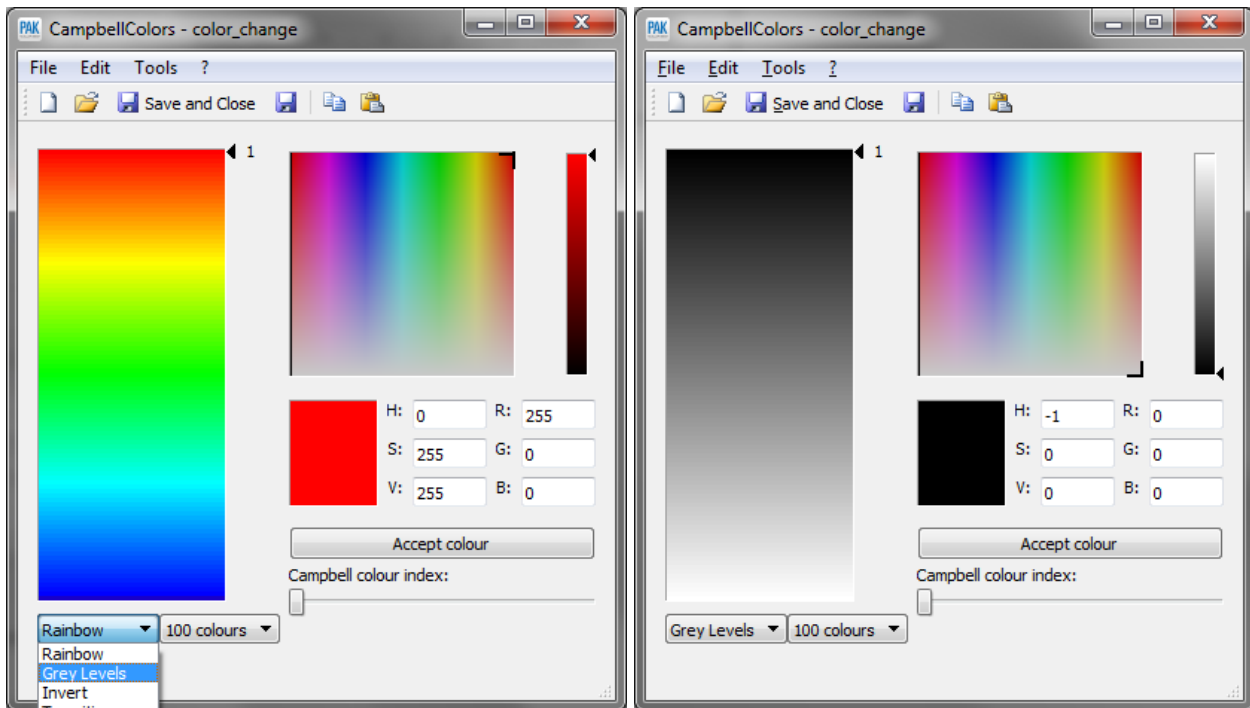 PAK CampbellColors - color_change
File Edit Tools ?
Save and Close
1
H: 0 R: 255
S: 255 G: 0
V: 255 B: 0
Accept colour
Campbell colour index:
Rainbow 100 colours
Rainbow
Grey Levels
Invert
PAK CampbellColors - color_change
File Edit Tools ?
Save and Close
1
H: -1 R: 0
S: 0 G: 0
V: 0 B: 0
Accept colour
Campbell colour index:
Grey Levels 100 colours